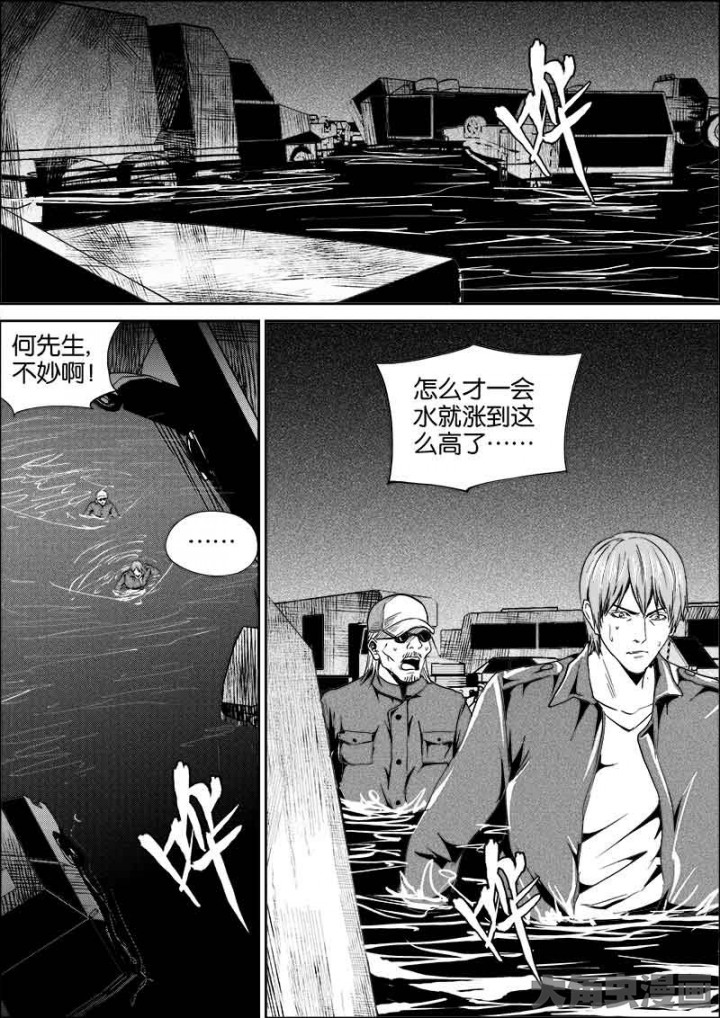 哗
何先生,
不妙啊!
……
哗
怎么才一会
水就涨到这
么高了……
哗
大角虫漫画